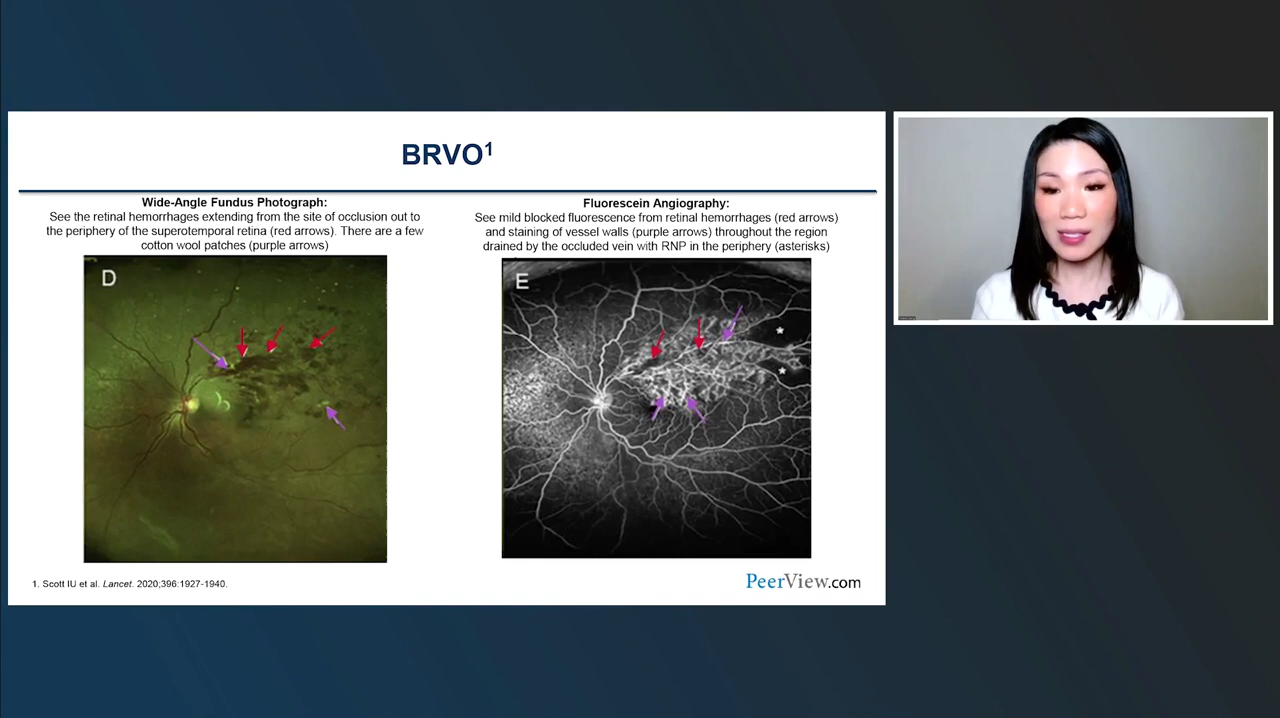 BRVO¹
Wide-Angle Fundus Photograph:
See the retinal hemorrhages extending from the site of occlusion out to
the periphery of the superotemporal retina (red arrows). There are a few
cotton wool patches (purple arrows)
D
Fluorescein Angiography:
See mild blocked fluorescence from retinal hemorrhages (red arrows)
and staining of vessel walls (purple arrows) throughout the region
drained by the occluded vein with RNP in the periphery (asterisks)
E
* 
*
1. Scott IU et al. Lancet. 2020;396:1927-1940.
PeerView.com